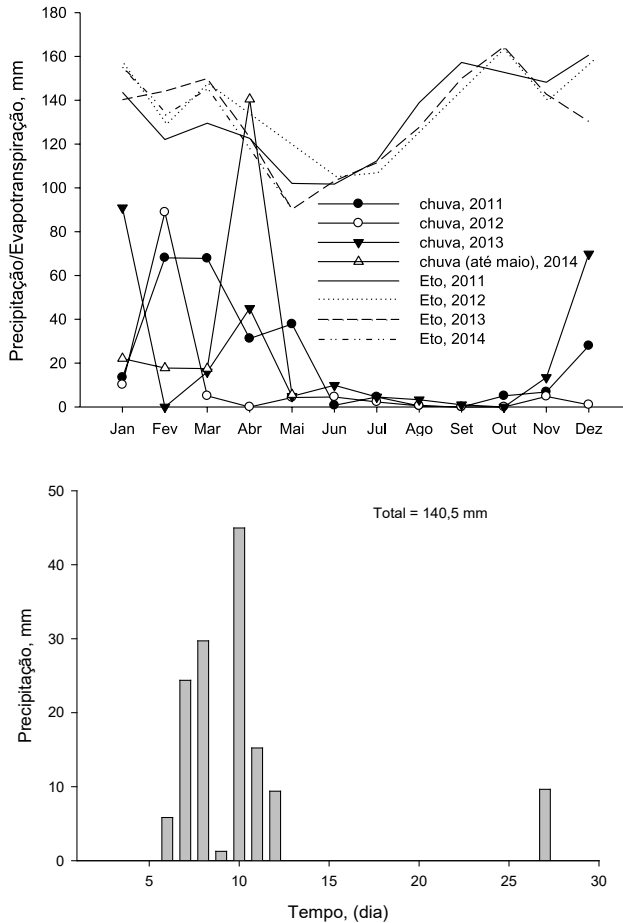 Precipitação/Evapotranspiração, mm
180
160
140
120
100
80
60
40
20
0
chuva, 2011
chuva, 2012
chuva, 2013
chuva (até maio), 2014
Eto, 2011
Eto, 2012
Eto, 2013
Eto, 2014
Jan Fev Mar Abr Mai Jun Jul Ago Set Out Nov Dez
Precipitação, mm
50
40
30
20
10
0
Total = 140,5 mm
5 10 15 20 25 30
Tempo, (dia)